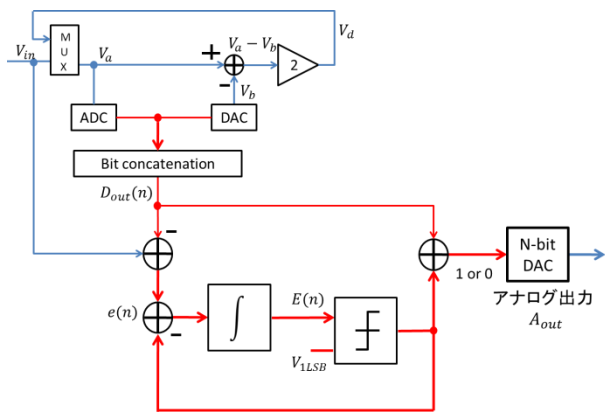 V_d
V_in
MUX
V_a
+
V_a − V_b
2
−
V_b
ADC
DAC
Bit concatenation
D_out(n)
−
N-bit
DAC
1 or 0
e(n)
−
∫
E(n)
V_1LSB
アナログ出力
A_out